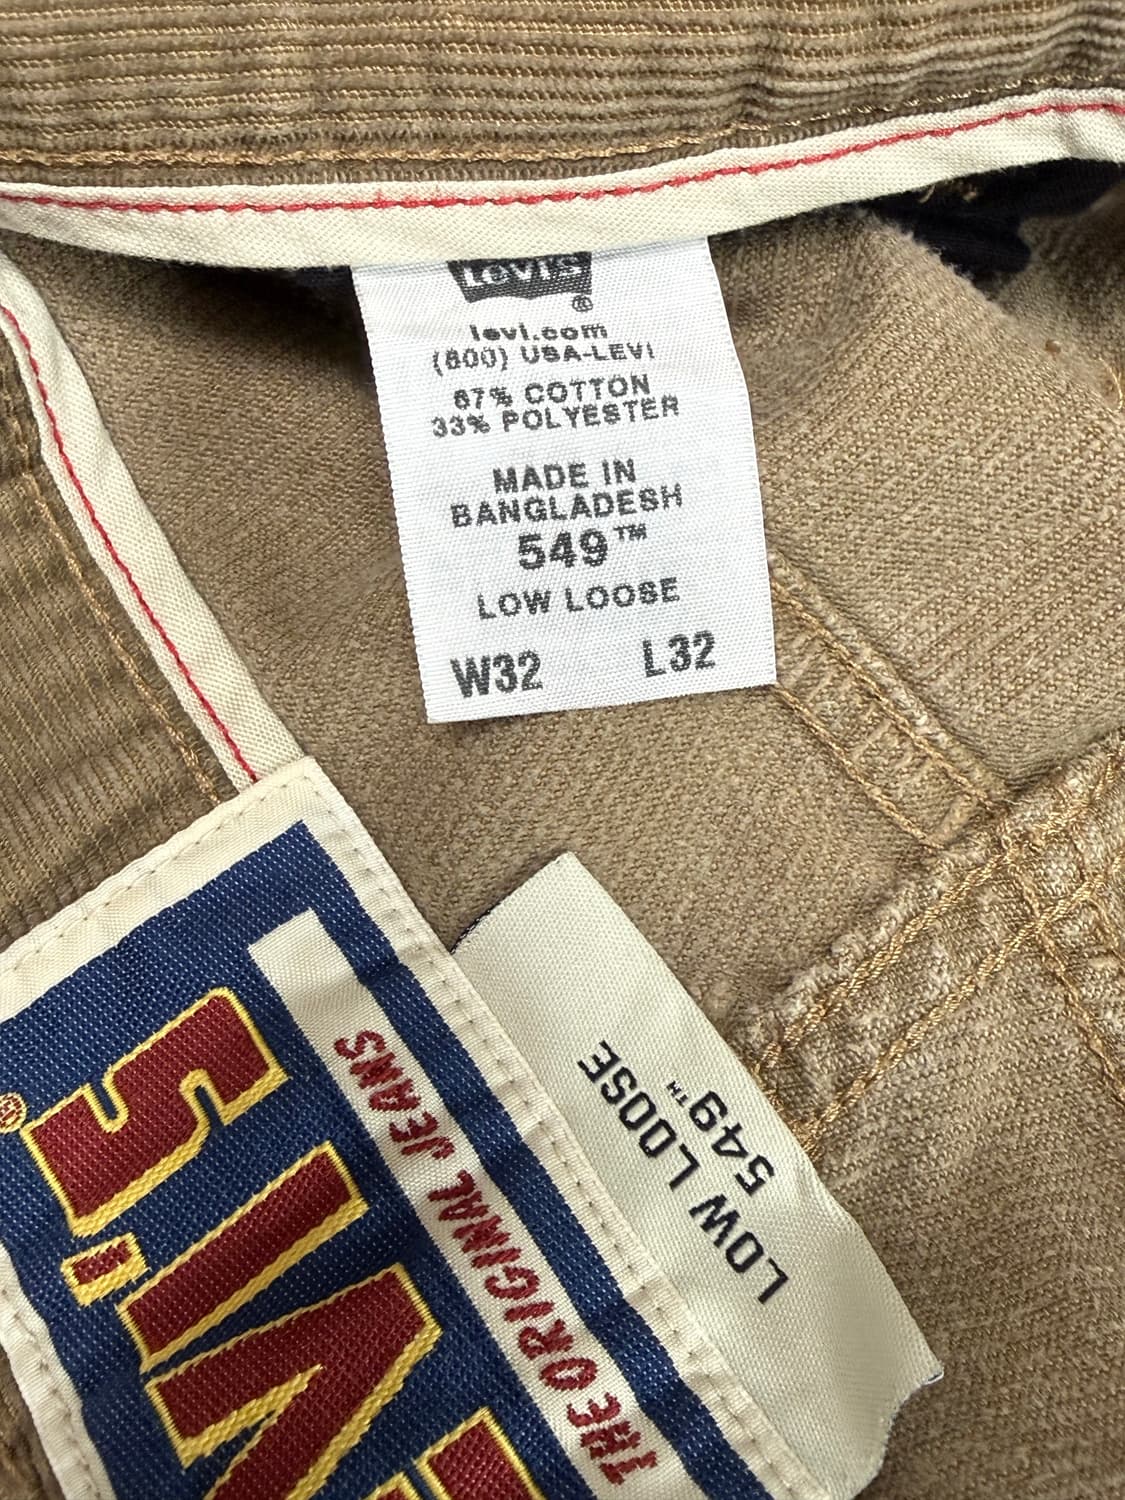 Levi's
®
levi.com
(800) USA-LEVI
67% COTTON
33% POLYESTER
MADE IN
BANGLADESH
549™
LOW LOOSE
W32 L32
LOW LOOSE
549™
THE ORIGINAL JEANS
®